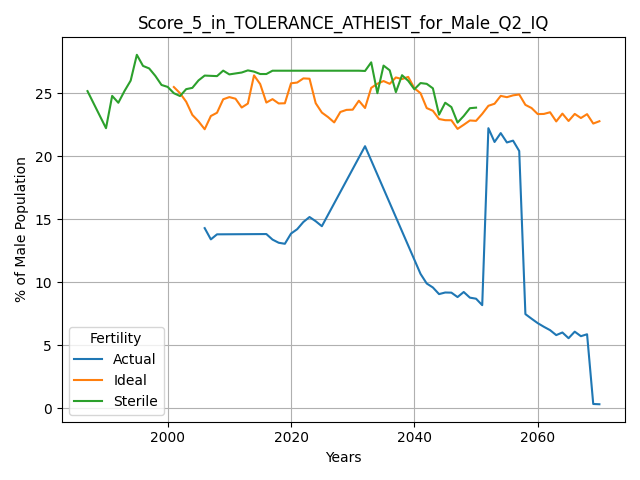 Score_5_in_TOLERANCE_ATHEIST_for_Male_Q2_IQ
% of Male Population
25
20
15
10
5
0
Fertility
Actual
Ideal
Sterile
2000
2020
2040
2060
Years